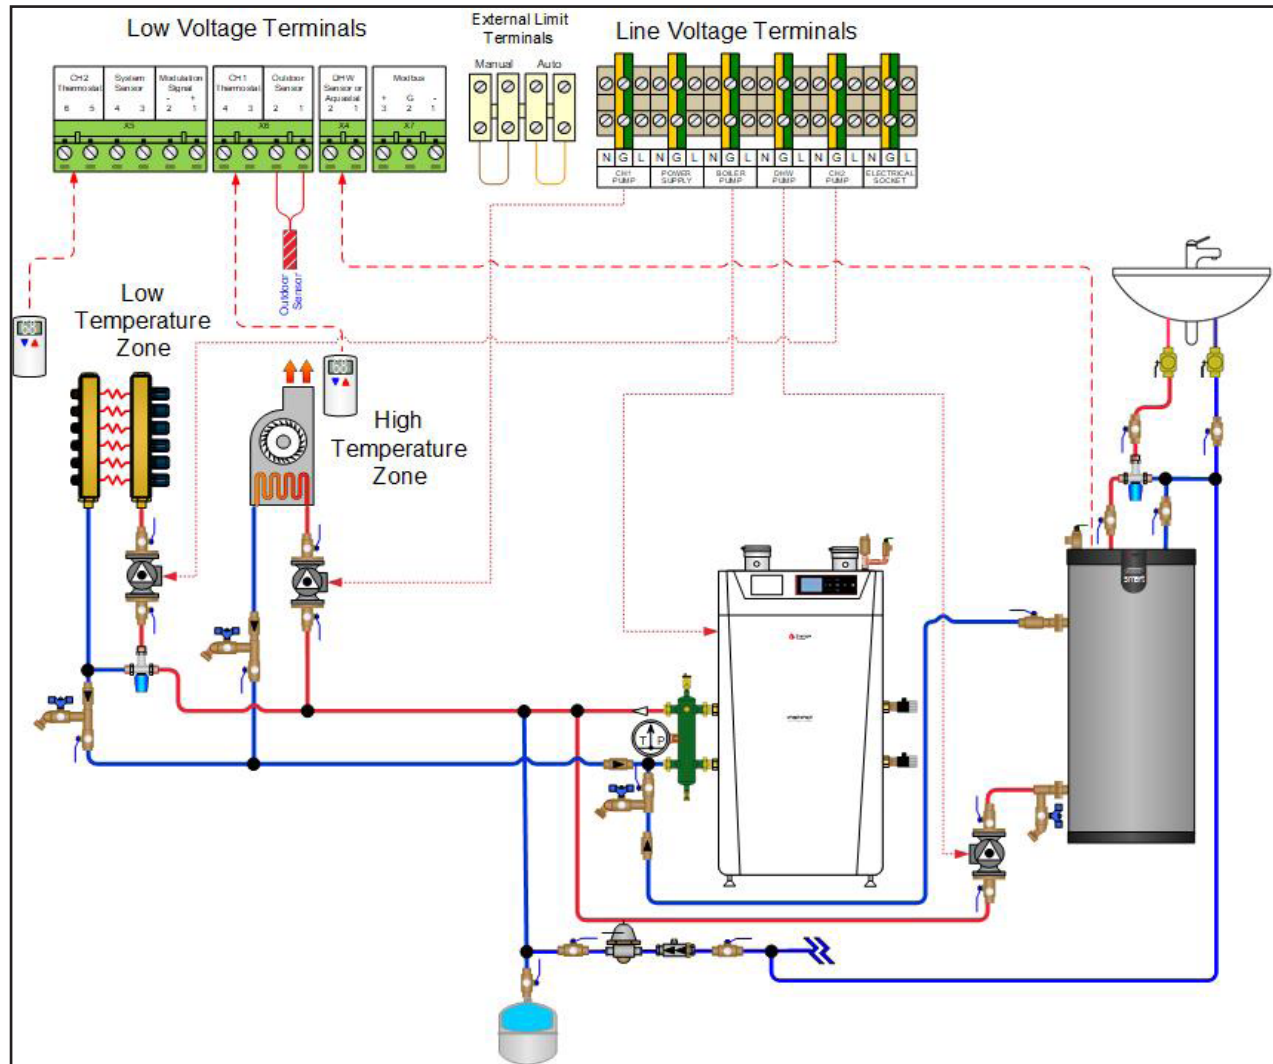 Low Voltage Terminals
External Limit
Terminals
Line Voltage Terminals
Manual Auto
CH2
Thermostat
6 5
System
Sensor
4 3
Modulation
Signal
- +
2 1
X5
CH1
Thermostat
4 3
Outdoor
Sensor
2 1
X6
DHW
Sensor or
Aquastat
2 1
X4
Modbus
+ G -
3 2 1
X7
N G L N G L N G L N G L N G L N G L
CH1
PUMP
POWER
SUPPLY
BOILER
PUMP
DHW
PUMP
CH2
PUMP
ELECTRICAL
SOCKET
Outdoor
Sensor
Low
Temperature
Zone
High
Temperature
Zone
T P
SMART